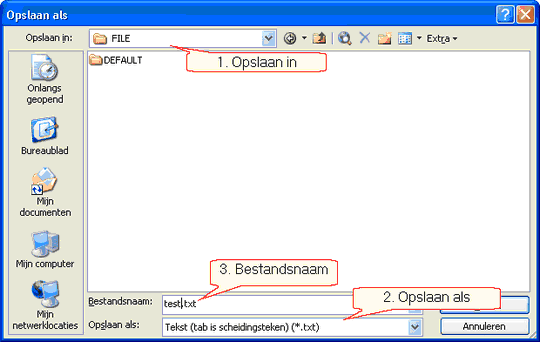 Opslaan als
Opslaan in:
FILE
Extra
1. Opslaan in
DEFAULT
Onlangs
geopend
Bureaublad
Mijn
documenten
Mijn computer
Mijn
netwerklocaties
3. Bestandsnaam
2. Opslaan als
Bestandsnaam:
test.txt
Opslaan als:
Tekst (tab is scheidingsteken) (*.txt)
Annuleren